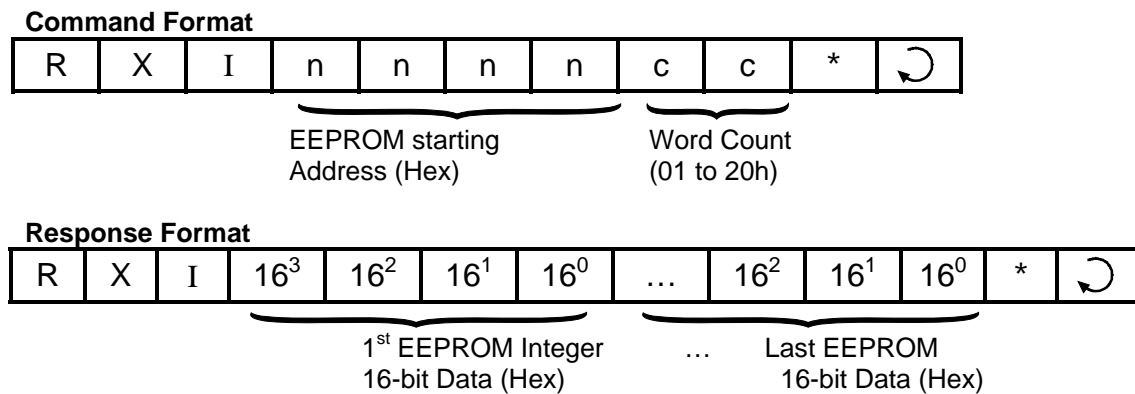 Command Format
R X I n n n n c c *
EEPROM starting Word Count
Address (Hex) (01 to 20h)
Response Format
R X I 16³ 16² 16¹ 16⁰ … 16² 16¹ 16⁰ *
1st EEPROM Integer … Last EEPROM
16-bit Data (Hex) 16-bit Data (Hex)